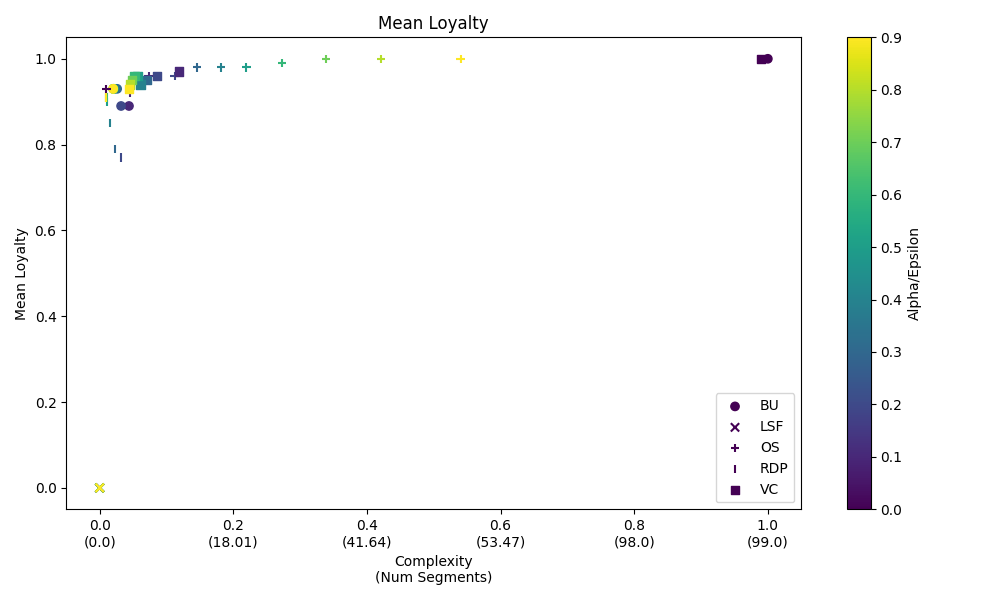 Mean Loyalty
Mean Loyalty
1.0
0.8
0.6
0.4
0.2
0.0
0.0
(0.0)
0.2
(18.01)
0.4
(41.64)
0.6
(53.47)
0.8
(98.0)
1.0
(99.0)
Complexity
(Num Segments)
BU
LSF
OS
RDP
VC
0.9
0.8
0.7
0.6
0.5
0.4
0.3
0.2
0.1
0.0
Alpha/Epsilon